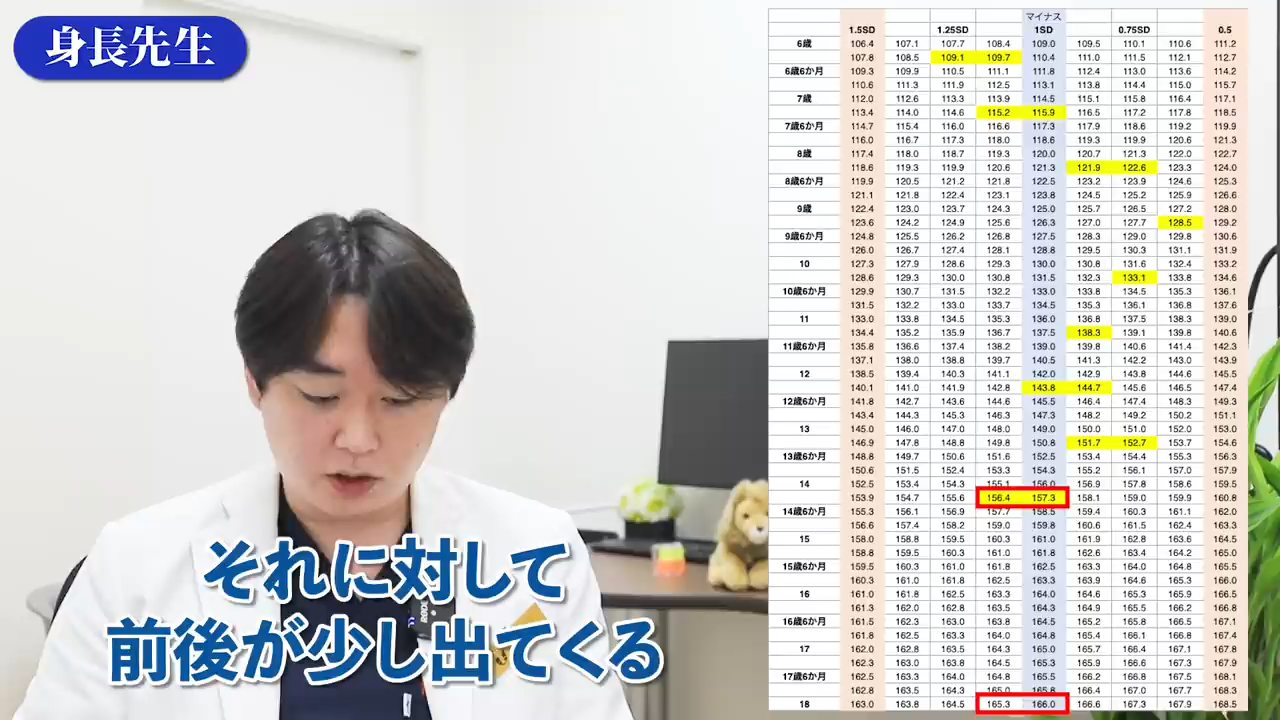 身長先生
マイナス
1.5SD 1.25SD 1SD 0.75SD 0.5
6歳 106.4 107.1 107.7 108.4 109.0 109.5 110.1 110.6 111.2
107.8 108.5 109.1 109.7 110.4 111.0 111.5 112.1 112.7
6歳6か月 109.3 109.9 110.5 111.1 111.8 112.4 113.0 113.6 114.2
110.6 111.3 111.9 112.5 113.1 113.8 114.4 115.0 115.7
7歳 112.0 112.6 113.3 113.9 114.5 115.1 115.8 116.4 117.1
113.4 114.0 114.6 115.2 115.9 116.5 117.2 117.8 118.5
7歳6か月 114.7 115.4 116.0 116.6 117.3 117.9 118.6 119.2 119.9
116.0 116.7 117.3 118.0 118.6 119.3 119.9 120.6 121.3
8歳 117.4 118.0 118.7 119.3 120.0 120.7 121.3 122.0 122.7
118.6 119.3 119.9 120.6 121.3 121.9 122.6 123.3 124.0
8歳6か月 119.9 120.5 121.2 121.8 122.5 123.2 123.9 124.6 125.3
121.1 121.8 122.4 123.1 123.8 124.5 125.2 125.9 126.6
9歳 122.4 123.0 123.7 124.3 125.0 125.7 126.5 127.2 128.0
123.6 124.2 124.9 125.6 126.3 127.0 127.7 128.5 129.2
9歳6か月 124.8 125.5 126.2 126.8 127.5 128.3 129.0 129.8 130.6
126.0 126.7 127.4 128.1 128.8 129.5 130.3 131.1 131.9
10 127.3 127.9 128.6 129.3 130.0 130.8 131.6 132.4 133.2
128.6 129.3 130.0 130.8 131.5 132.3 133.1 133.8 134.6
10歳6か月 129.9 130.7 131.5 132.2 133.0 133.8 134.5 135.3 136.1
131.5 132.2 133.0 133.7 134.5 135.3 136.1 136.8 137.6
11 133.0 133.8 134.5 135.3 136.0 136.8 137.5 138.3 139.0
134.4 135.2 135.9 136.7 137.5 138.3 139.1 139.8 140.6
11歳6か月 135.8 136.6 137.4 138.2 139.0 139.8 140.6 141.4 142.3
137.1 138.0 138.8 139.7 140.5 141.3 142.2 143.0 143.9
12 138.5 139.4 140.3 141.1 142.0 142.9 143.8 144.6 145.5
140.1 141.0 141.9 142.8 143.8 144.7 145.6 146.5 147.4
12歳6か月 141.8 142.7 143.6 144.6 145.5 146.4 147.4 148.3 149.3
143.4 144.3 145.3 146.3 147.3 148.2 149.2 150.2 151.1
13 145.0 146.0 147.0 148.0 149.0 150.0 151.0 152.0 153.0
146.9 147.8 148.8 149.8 150.8 151.7 152.7 153.7 154.6
13歳6か月 148.8 149.7 150.6 151.6 152.5 153.4 154.4 155.3 156.3
150.6 151.5 152.4 153.3 154.3 155.2 156.1 157.0 157.9
14 152.5 153.4 154.3 155.1 156.0 156.9 157.8 158.6 159.5
153.9 154.7 155.6 156.4 157.3 158.1 159.0 159.9 160.8
14歳6か月 155.3 156.1 156.9 157.7 158.5 159.4 160.3 161.1 162.0
156.6 157.4 158.2 159.0 159.8 160.6 161.5 162.4 163.3
15 158.0 158.8 159.5 160.3 161.0 161.9 162.8 163.6 164.5
158.8 159.5 160.3 161.0 161.8 162.6 163.4 164.2 165.0
15歳6か月 159.5 160.3 161.0 161.8 162.5 163.3 164.0 164.8 165.5
160.3 161.0 161.8 162.5 163.3 163.9 164.6 165.3 166.0
16 161.0 161.8 162.5 163.3 164.0 164.6 165.3 165.9 166.6
161.3 162.0 162.8 163.5 164.3 164.9 165.5 166.2 166.8
16歳6か月 161.5 162.3 163.0 163.8 164.5 165.2 165.8 166.5 167.1
161.8 162.5 163.3 164.0 164.8 165.4 166.1 166.7 167.3
17 162.0 162.8 163.5 164.3 165.0 165.7 166.4 167.1 167.8
162.3 163.0 163.8 164.5 165.3 165.9 166.6 167.3 167.9
17歳6か月 162.5 163.3 164.0 164.8 165.5 166.2 166.8 167.5 168.1
162.8 163.5 164.3 165.0 165.8 166.4 167.0 167.7 168.3
18 163.0 163.8 164.5 165.3 166.0 166.6 167.3 167.9 168.5
それに対して
前後が少し出てくる